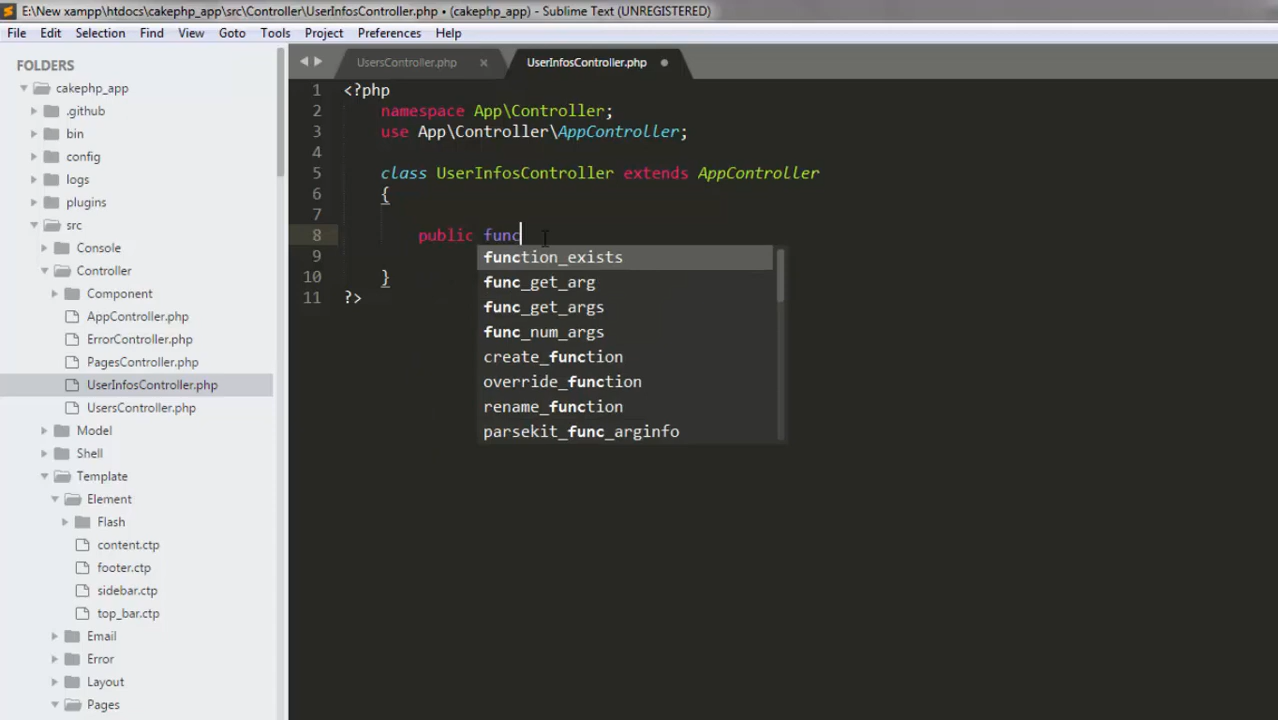 E:\New xampp\htdocs\cakephp_app\src\Controller\UserInfosController.php • (cakephp_app) - Sublime Text (UNREGISTERED)
File Edit Selection Find View Goto Tools Project Preferences Help
FOLDERS
cakephp_app
.github
bin
config
logs
plugins
src
Console
Controller
Component
AppController.php
ErrorController.php
PagesController.php
UserInfosController.php
UsersController.php
Model
Shell
Template
Element
Flash
content.ctp
footer.ctp
sidebar.ctp
top_bar.ctp
Email
Error
Layout
Pages
UsersController.php × UserInfosController.php
1 <?php
2 namespace App\Controller;
3 use App\Controller\AppController;
4
5 class UserInfosController extends AppController
6 {
7
8 public func
9
10 }
11 ?>
function_exists
func_get_arg
func_get_args
func_num_args
create_function
override_function
rename_function
parsekit_func_arginfo